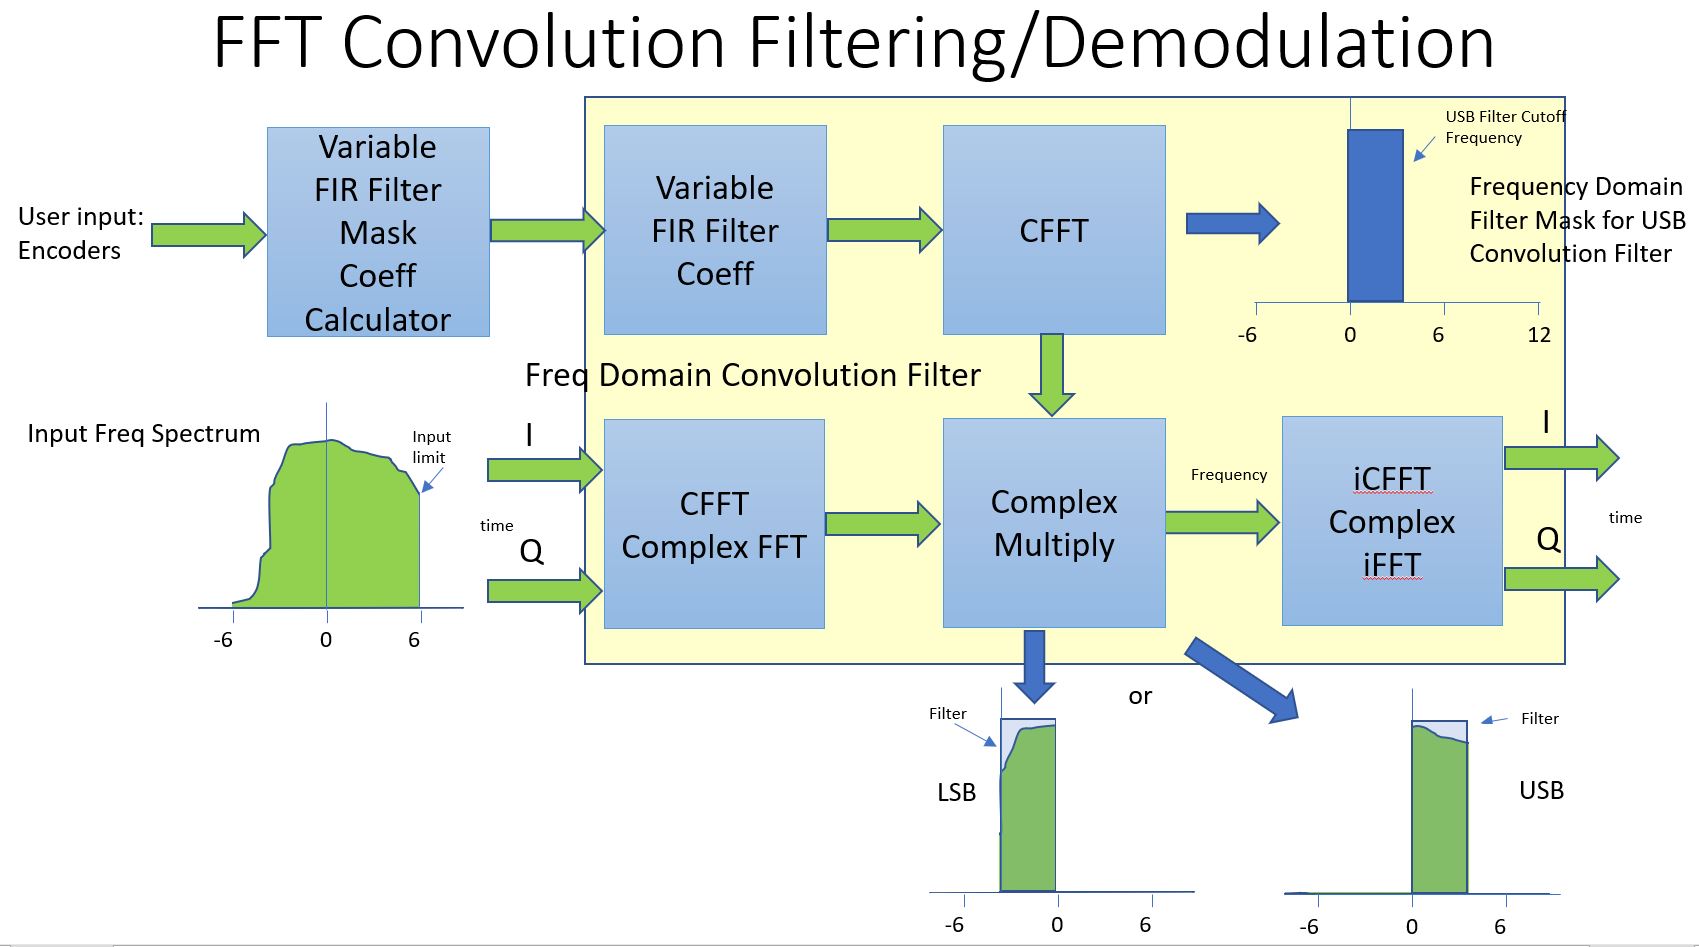 FFT Convolution Filtering/Demodulation
User input:
Encoders
Variable
FIR Filter
Mask
Coeff
Calculator
Variable
FIR Filter
Coeff
CFFT
USB Filter Cutoff
Frequency
Frequency Domain
Filter Mask for USB
Convolution Filter
-6 0 6 12
Freq Domain Convolution Filter
Input Freq Spectrum
Input
limit
-6 0 6
I
time
Q
CFFT
Complex FFT
Complex
Multiply
Frequency
iCFFT
Complex
iFFT
I
time
Q
or
Filter
LSB
-6 0 6
Filter
USB
-6 0 6